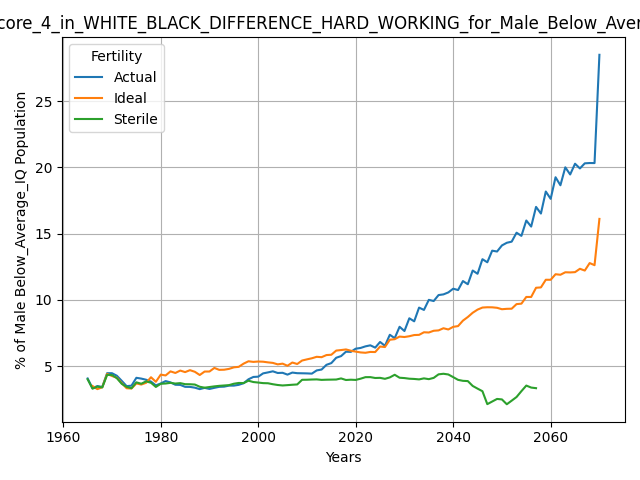 core_4_in_WHITE_BLACK_DIFFERENCE_HARD_WORKING_for_Male_Below_Aver
Fertility
Actual
Ideal
Sterile
% of Male Below_Average_IQ Population
25
20
15
10
5
1960
1980
2000
2020
2040
2060
Years